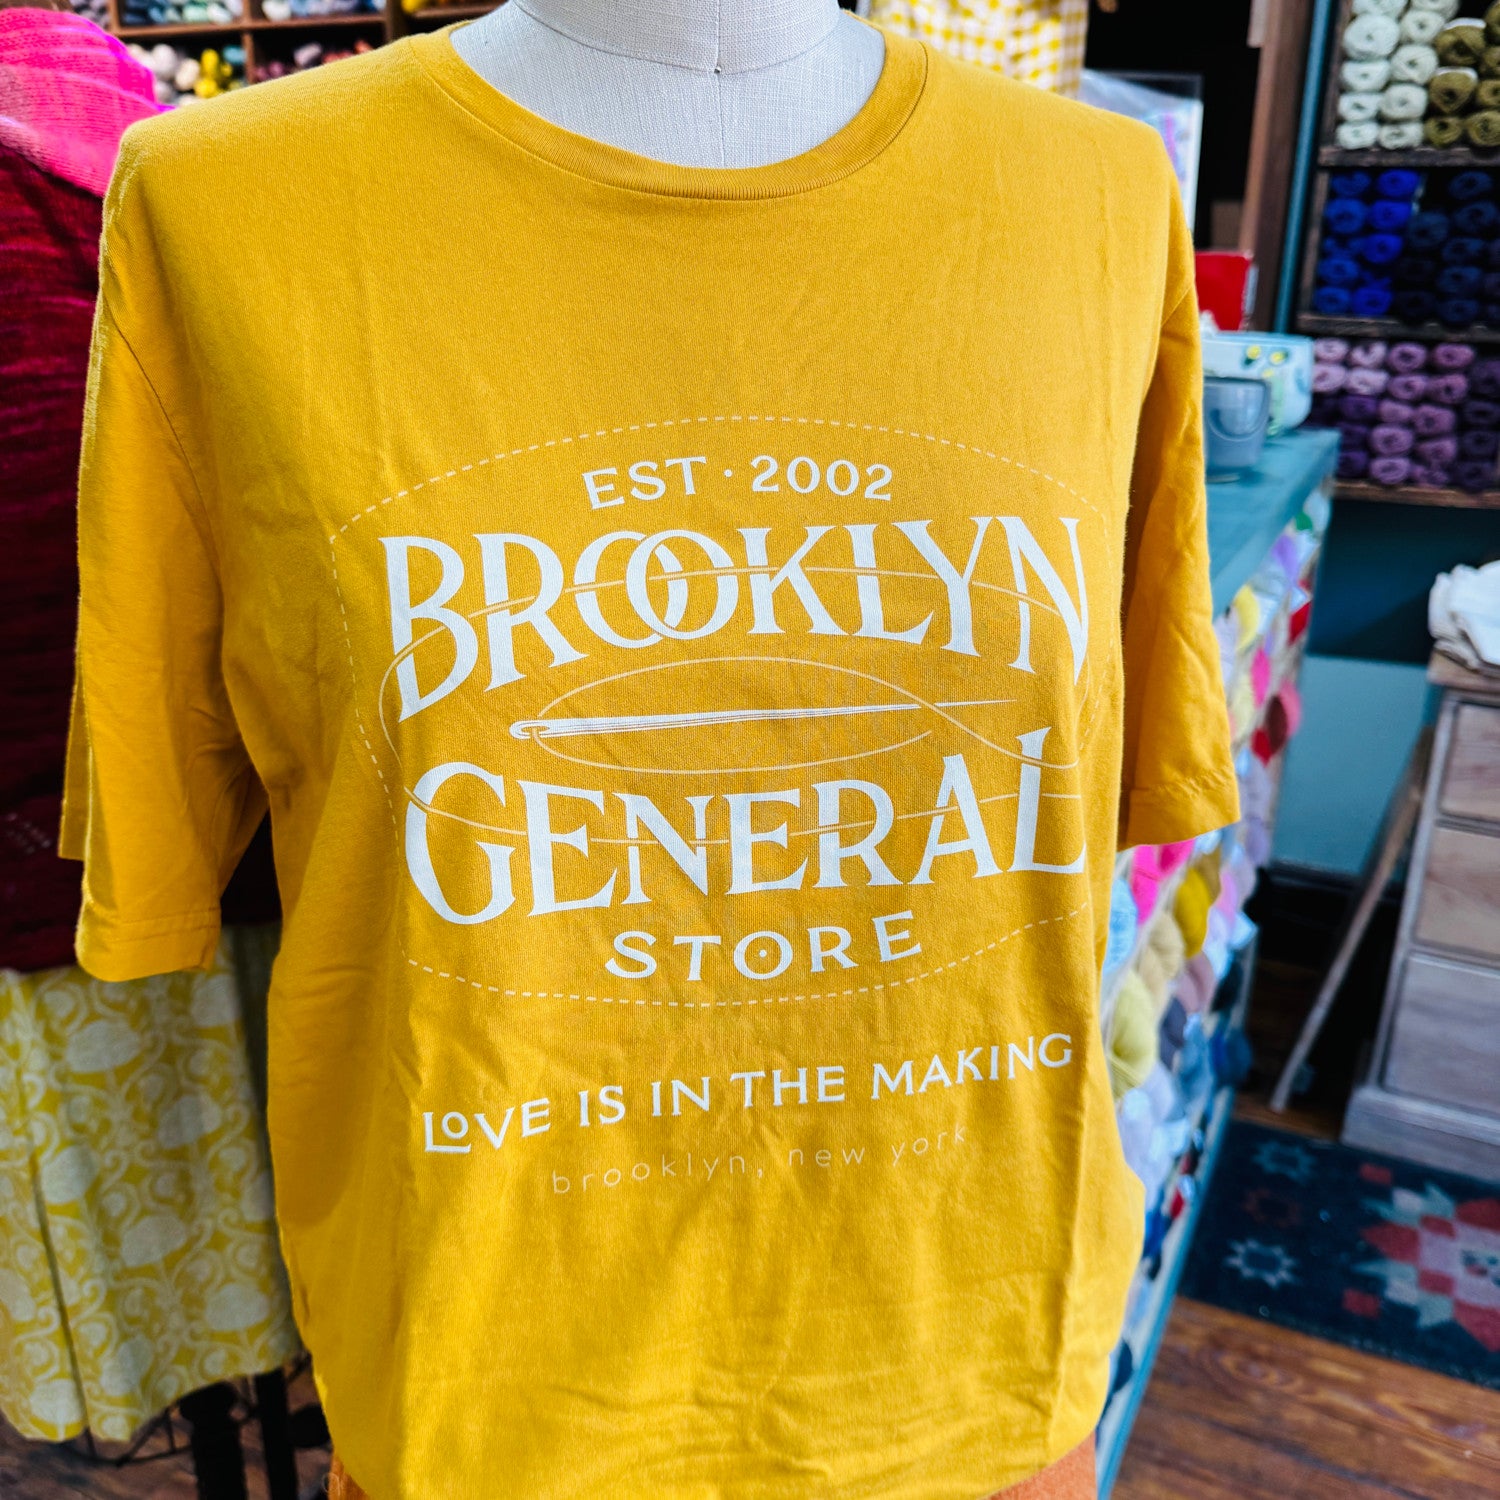 EST · 2002
BROOKLYN
GENERAL
STORE
LOVE IS IN THE MAKING
brooklyn, new york